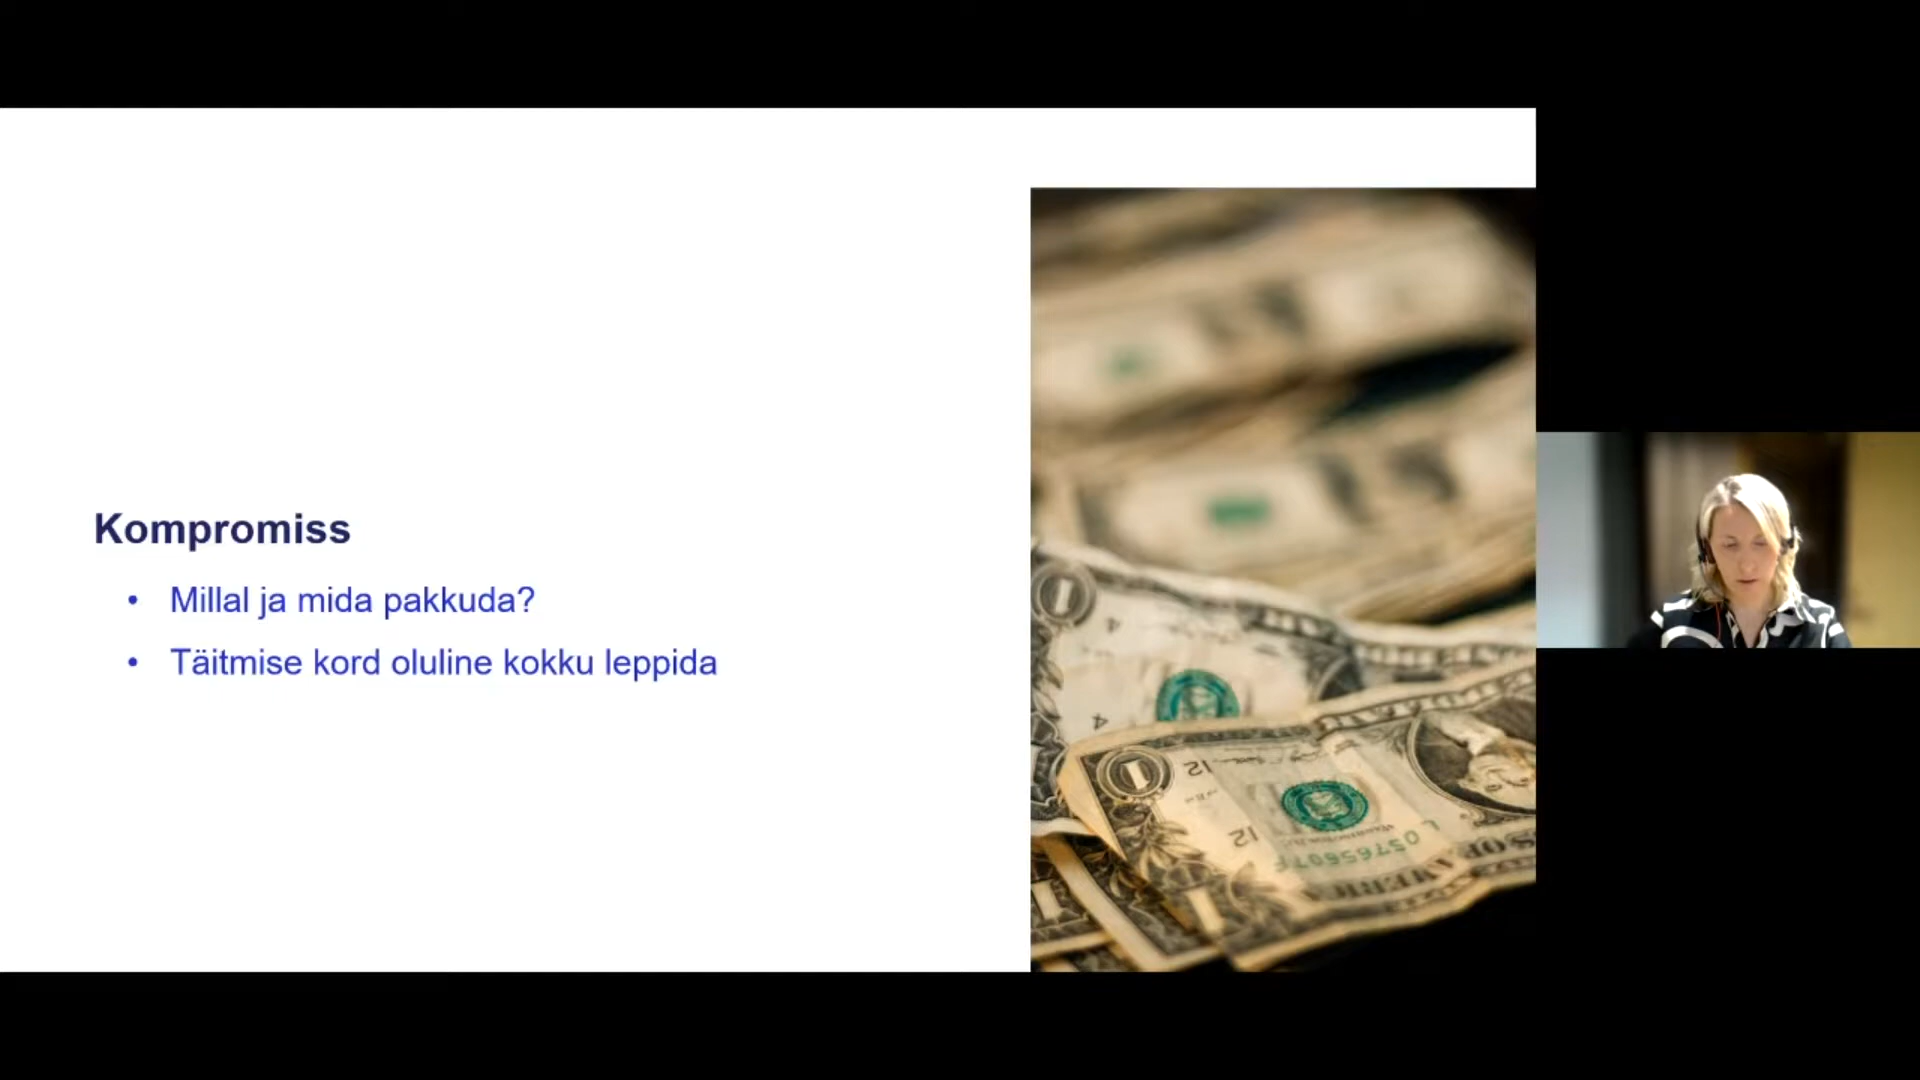 Kompromiss
• Millal ja mida pakkuda?
• Täitmise kord oluline kokku leppida